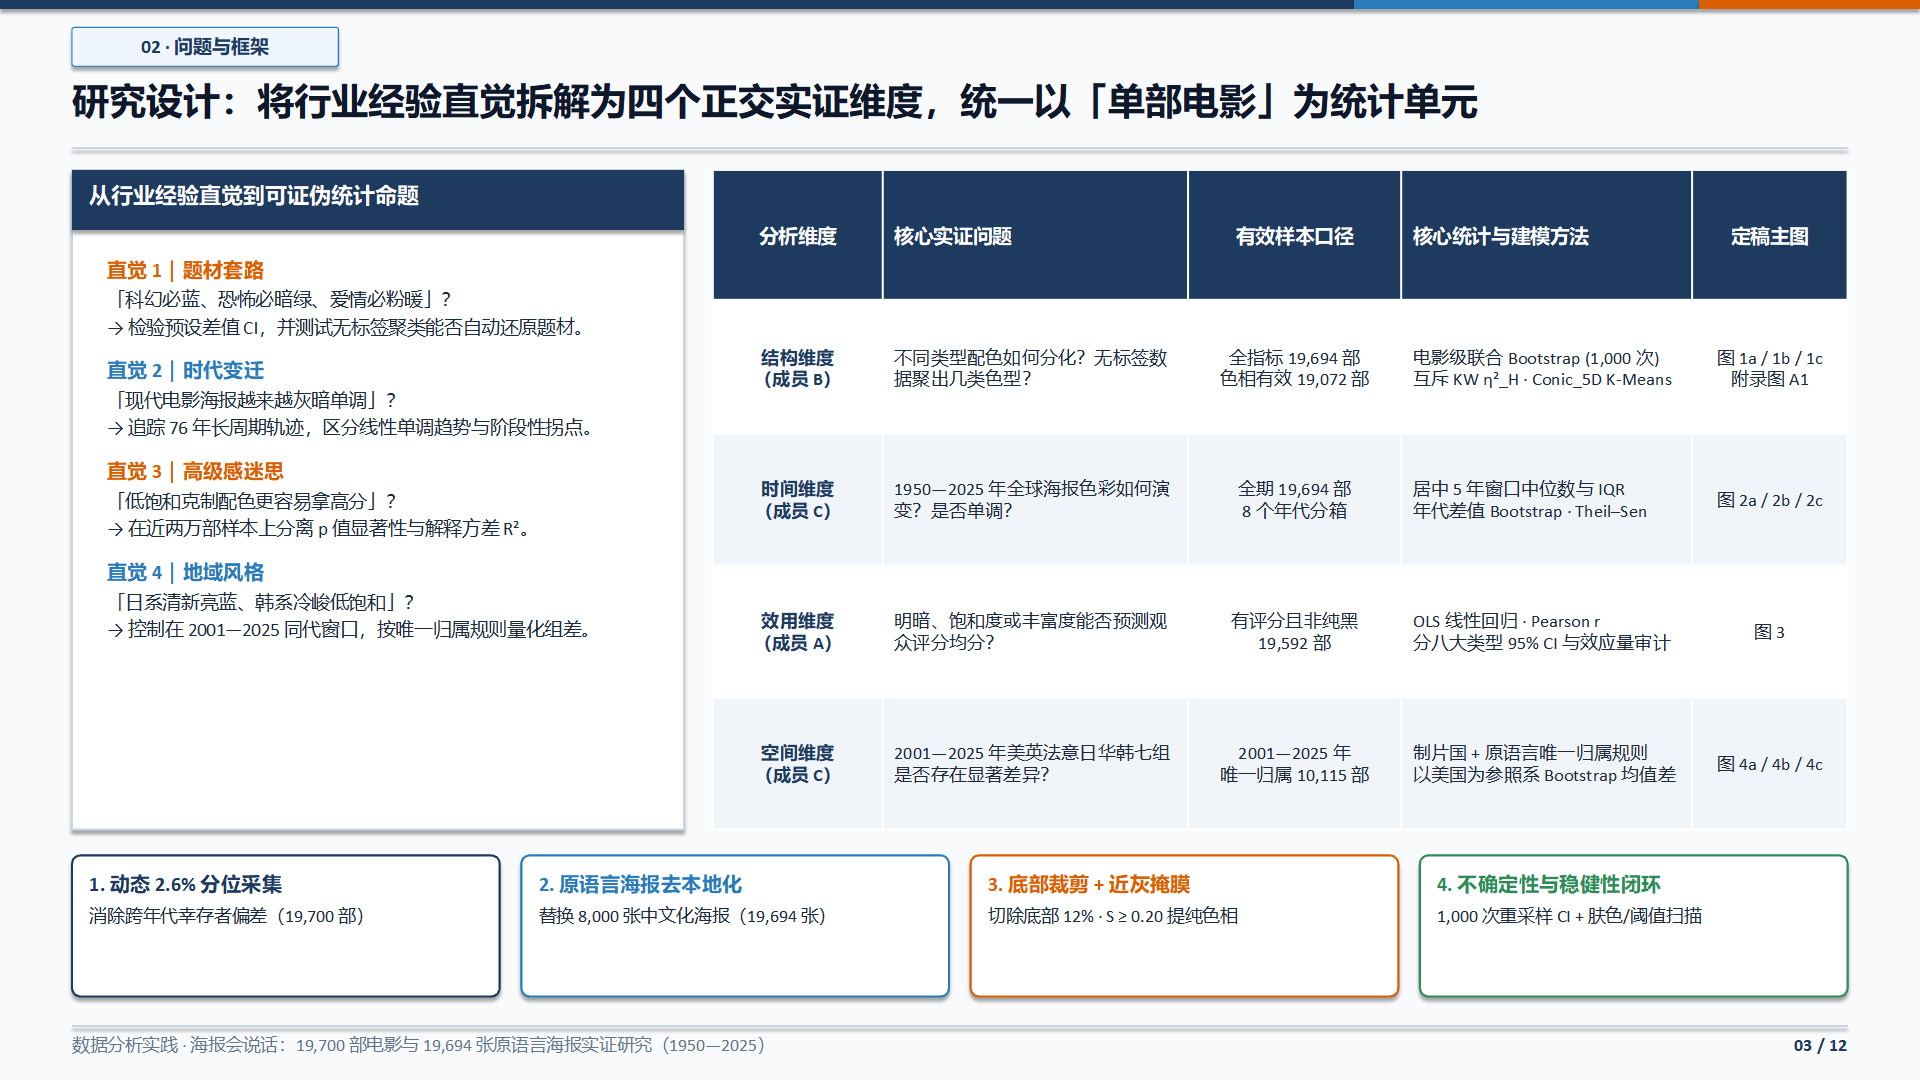 02 · 问题与框架
研究设计：将行业经验直觉拆解为四个正交实证维度，统一以「单部电影」为统计单元
从行业经验直觉到可证伪统计命题
直觉 1｜题材套路
「科幻必蓝、恐怖必暗绿、爱情必粉暖」？
→ 检验预设差值 CI，并测试无标签聚类能否自动还原题材。
直觉 2｜时代变迁
「现代电影海报越来越灰暗单调」？
→ 追踪 76 年长周期轨迹，区分线性单调趋势与阶段性拐点。
直觉 3｜高级感迷思
「低饱和克制配色更容易拿高分」？
→ 在近两万部样本上分离 p 值显著性与解释方差 R²。
直觉 4｜地域风格
「日系清新亮蓝、韩系冷峻低饱和」？
→ 控制在 2001—2025 同代窗口，按唯一归属规则量化组差。
分析维度
核心实证问题
有效样本口径
核心统计与建模方法
定稿主图
结构维度
（成员 B）
不同类型配色如何分化？无标签数
据聚出几类色型？
全指标 19,694 部
色相有效 19,072 部
电影级联合 Bootstrap (1,000 次)
互斥 KW η²_H · Conic_5D K-Means
图 1a / 1b / 1c
附录图 A1
时间维度
（成员 C）
1950—2025 年全球海报色彩如何演
变？是否单调？
全期 19,694 部
8 个年代分箱
居中 5 年窗口中位数与 IQR
年代差值 Bootstrap · Theil–Sen
图 2a / 2b / 2c
效用维度
（成员 A）
明暗、饱和度或丰富度能否预测观
众评分均分？
有评分且非纯黑
19,592 部
OLS 线性回归 · Pearson r
分八大类型 95% CI 与效应量审计
图 3
空间维度
（成员 C）
2001—2025 年美英法意日华韩七组
是否存在显著差异？
2001—2025 年
唯一归属 10,115 部
制片国 + 原语言唯一归属规则
以美国为参照系 Bootstrap 均值差
图 4a / 4b / 4c
1. 动态 2.6% 分位采集
消除跨年代幸存者偏差（19,700 部）
2. 原语言海报去本地化
替换 8,000 张中文化海报（19,694 张）
3. 底部裁剪 + 近灰掩膜
切除底部 12% · S ≥ 0.20 提纯色相
4. 不确定性与稳健性闭环
1,000 次重采样 CI + 肤色/阈值扫描
数据分析实践 · 海报会说话：19,700 部电影与 19,694 张原语言海报实证研究（1950—2025）
03 / 12